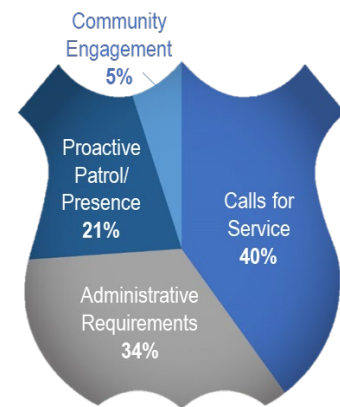 Community
Engagement
5%
Proactive
Patrol/
Presence
21%
Calls for
Service
40%
Administrative
Requirements
34%